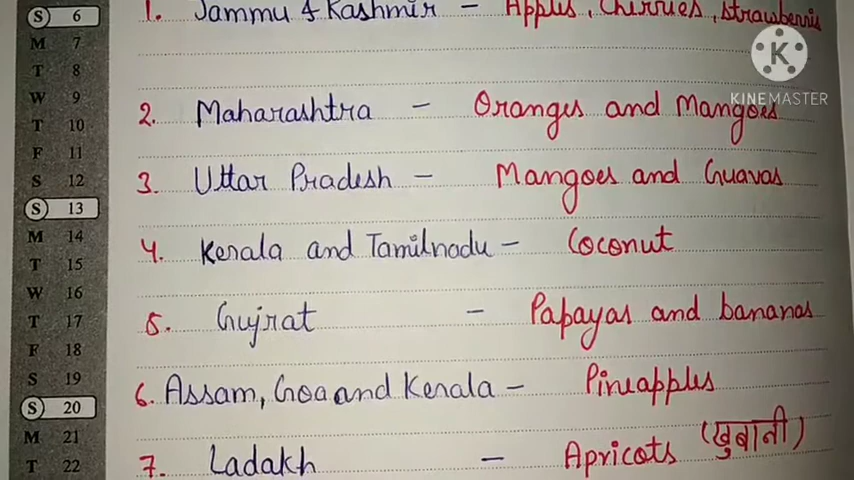 S 6
M 7
T 8
W 9
T 10
F 11
S 12
S 13
M 14
T 15
W 16
T 17
F 18
S 19
S 20
M 21
T 22
1. Jammu & Kashmir - Apples, Cherries, Strawberries
KINEMASTER
2. Maharashtra - Oranges and Mangoes
3. Uttar Pradesh - Mangoes and Guavas
4. Kerala and Tamilnadu - Coconut
5. Gujrat - Papayas and bananas
6. Assam, Goa and Kerala - Pineapples
7. Ladakh - Apricots (खुबानी)